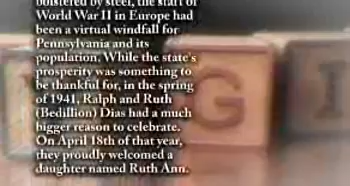 bolstered by steel, the start of
World War II in Europe had
been a virtual windfall for
Pennsylvania and its
population. While the state's
prosperity was something to
be thankful for, in the spring
of 1941, Ralph and Ruth
(Bedillion) Dias had a much
bigger reason to celebrate.
On April 18th of that year,
they proudly welcomed a
daughter named Ruth Ann.
G